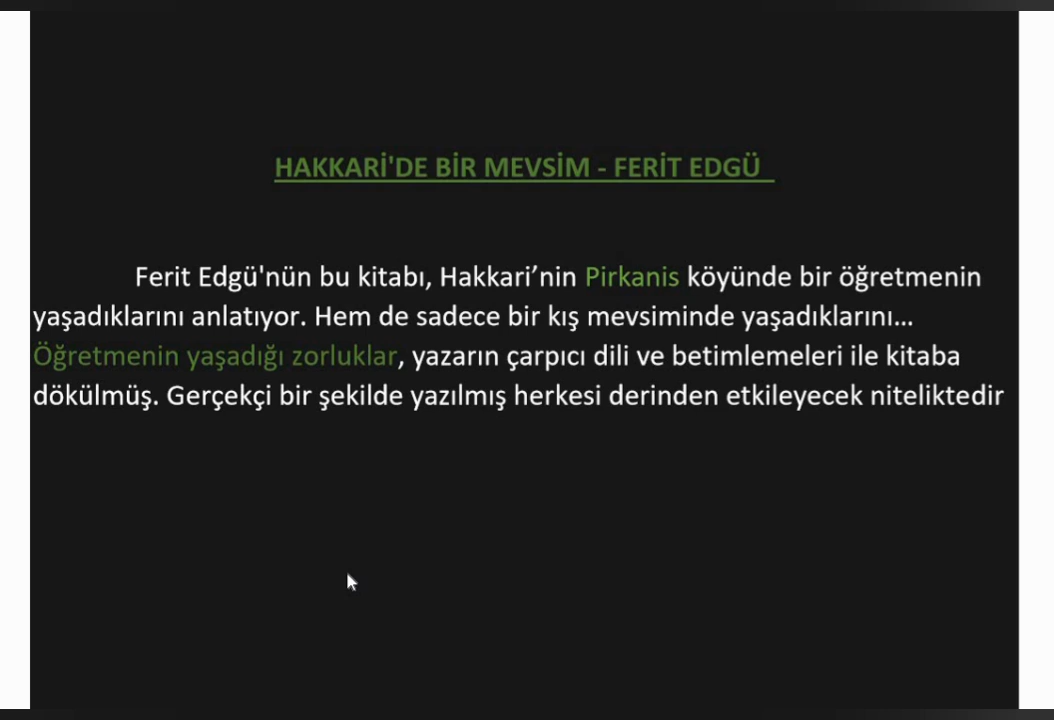 HAKKARİ'DE BİR MEVSİM - FERİT EDGÜ
Ferit Edgü'nün bu kitabı, Hakkari’nin Pirkanis köyünde bir öğretmenin
yaşadıklarını anlatıyor. Hem de sadece bir kış mevsiminde yaşadıklarını...
Öğretmenin yaşadığı zorluklar, yazarın çarpıcı dili ve betimlemeleri ile kitaba
dökülmüş. Gerçekçi bir şekilde yazılmış herkesi derinden etkileyecek niteliktedir